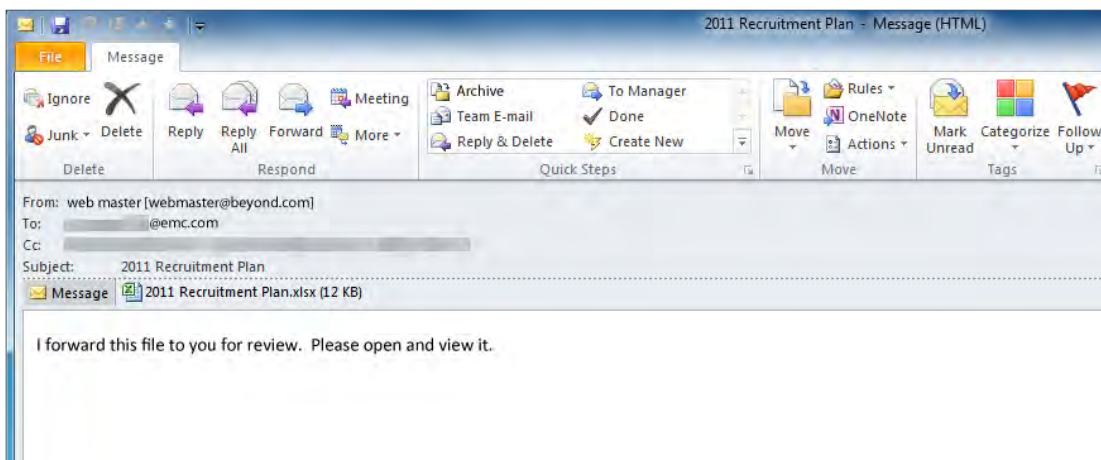 2011 Recruitment Plan - Message (HTML)
File Message
Ignore
Junk
Delete
Reply
Reply All
Forward
Meeting
More
Delete
Respond
Archive
Team E-mail
Reply & Delete
To Manager
Done
Create New
Quick Steps
Move
Rules
OneNote
Actions
Move
Mark Unread
Categorize
Follow Up
Tags
From: web master [webmaster@beyond.com]
To: @emc.com
Cc:
Subject: 2011 Recruitment Plan
Message 2011 Recruitment Plan.xlsx (12 KB)
I forward this file to you for review. Please open and view it.